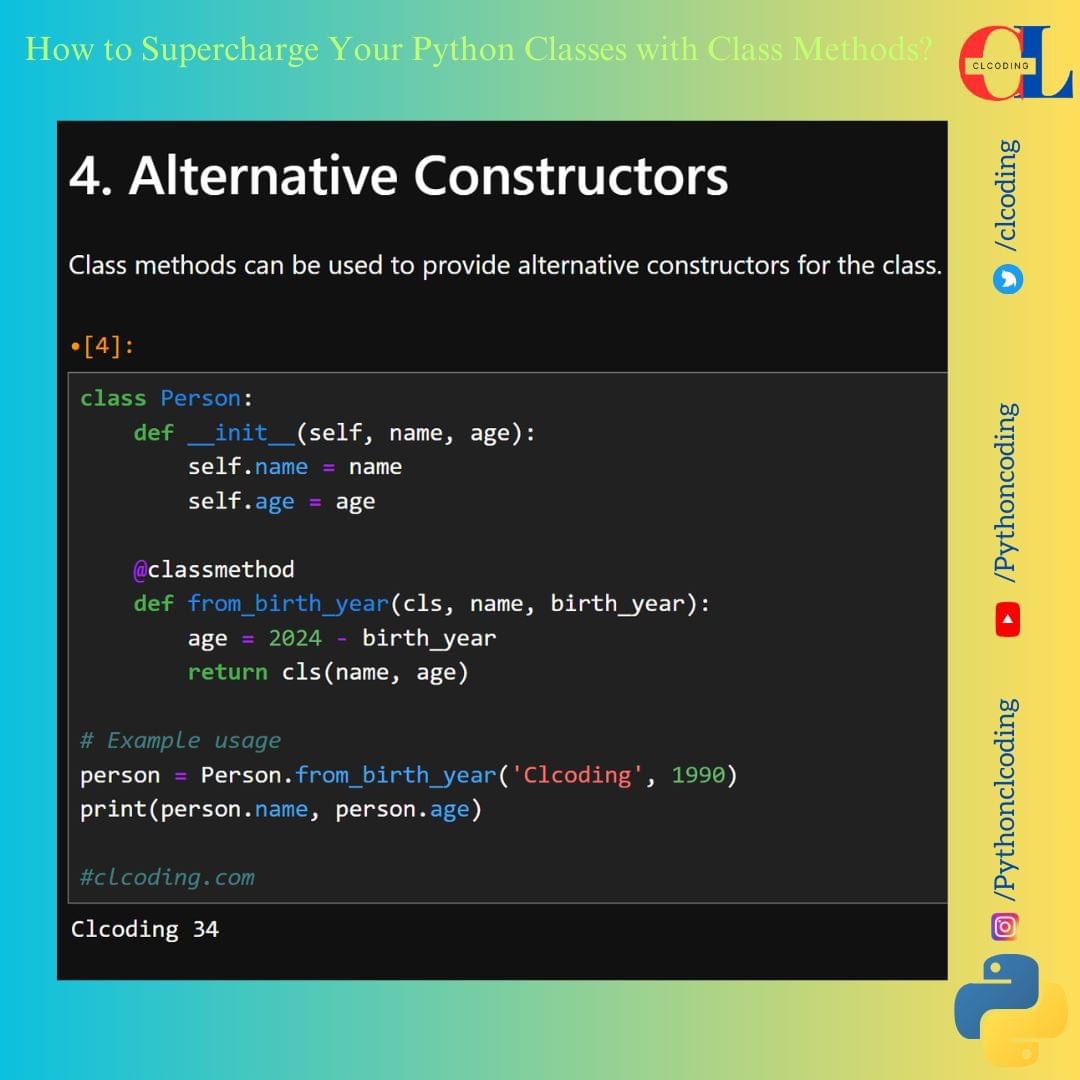 How to Supercharge Your Python Classes with Class Methods?
CLCODING
CL
4. Alternative Constructors
Class methods can be used to provide alternative constructors for the class.
•[4]:
class Person:
    def __init__(self, name, age):
        self.name = name
        self.age = age
    @classmethod
    def from_birth_year(cls, name, birth_year):
        age = 2024 - birth_year
        return cls(name, age)
# Example usage
person = Person.from_birth_year('Clcoding', 1990)
print(person.name, person.age)
#clcoding.com
Clcoding 34
/clcoding
/Pythoncoding
/Pythonclcoding